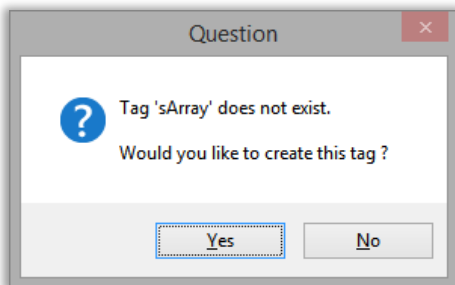 Question
Tag 'sArray' does not exist.
Would you like to create this tag ?
Yes
No